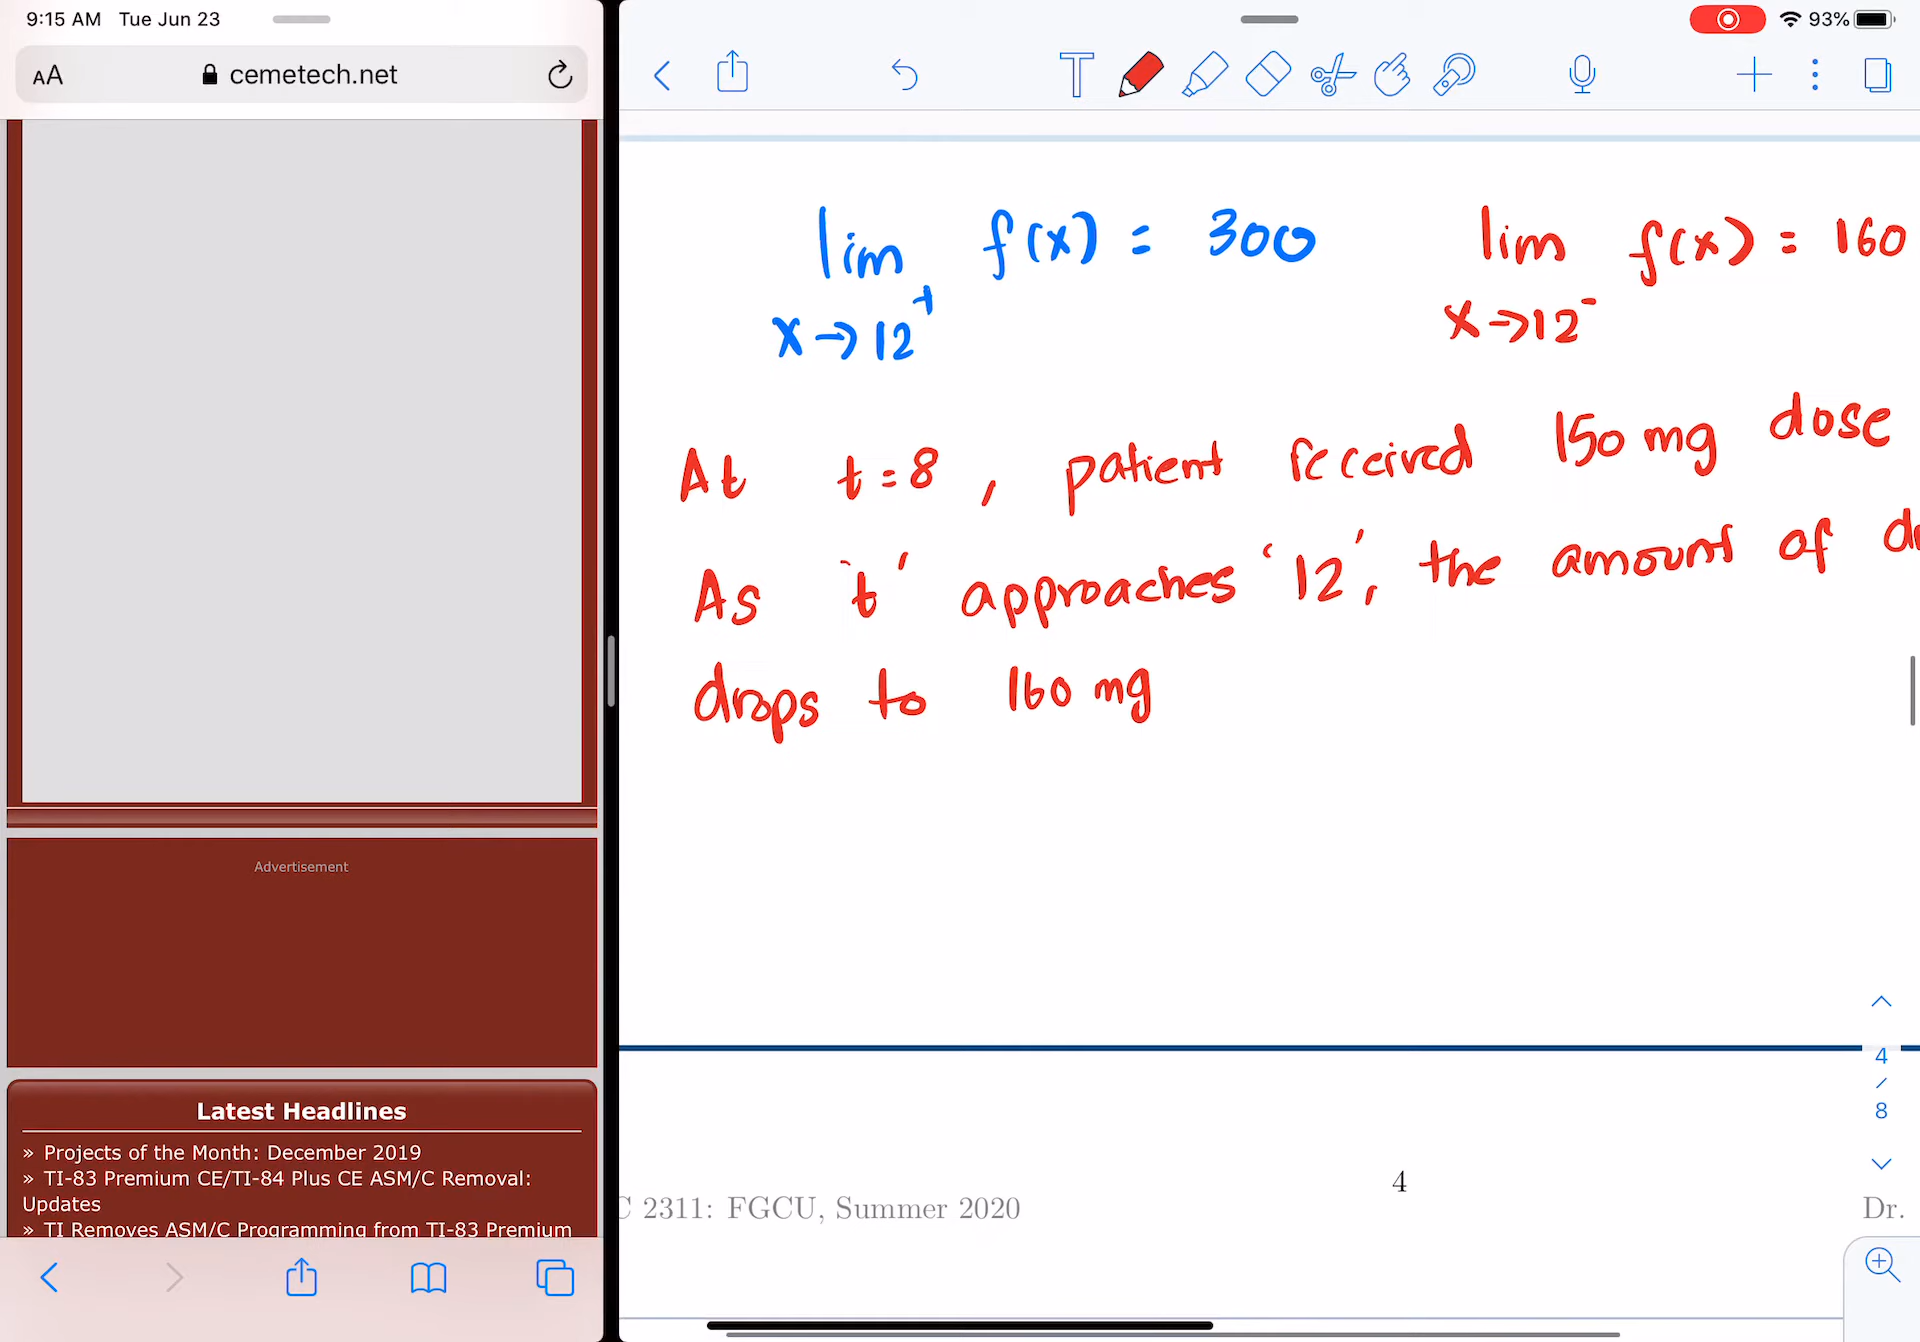 9:15 AM Tue Jun 23
AA cemetech.net
Advertisement
Latest Headlines
» Projects of the Month: December 2019
» TI-83 Premium CE/TI-84 Plus CE ASM/C Removal:
Updates
» TI Removes ASM/C Programming from TI-83 Premium
93%
T
lim f(x) = 300
x→12⁺
lim f(x) = 160
x→12⁻
At t=8, patient received 150 mg dose
As 't' approaches '12', the amount of
drops to 160 mg
4
/
8
4
C 2311: FGCU, Summer 2020
Dr.